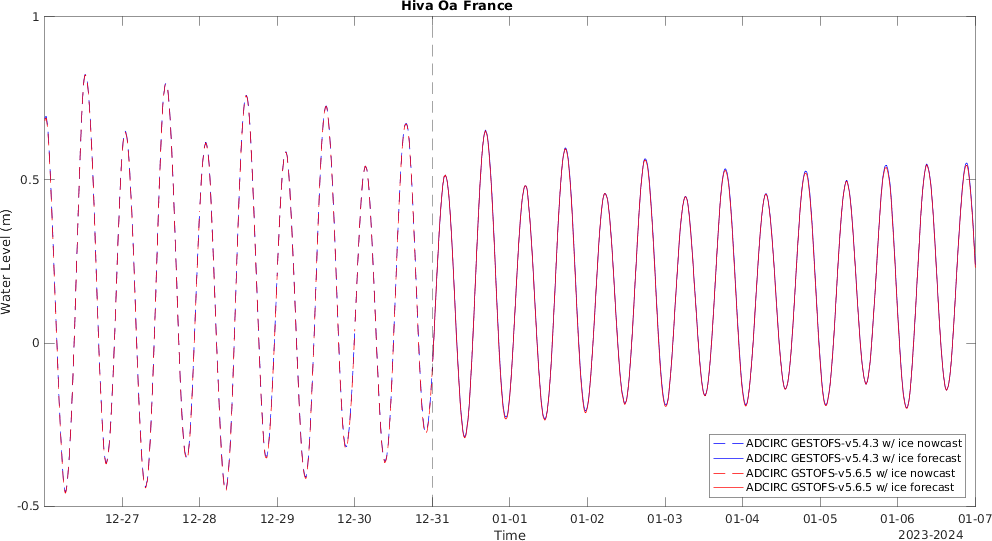 Hiva Oa France
Water Level (m)
1
0.5
0
-0.5
ADCIRC GESTOFS-v5.4.3 w/ ice nowcast
ADCIRC GESTOFS-v5.4.3 w/ ice forecast
ADCIRC GSTOFS-v5.6.5 w/ ice nowcast
ADCIRC GSTOFS-v5.6.5 w/ ice forecast
12-27 12-28 12-29 12-30 12-31 01-01 01-02 01-03 01-04 01-05 01-06 01-07
Time
2023-2024